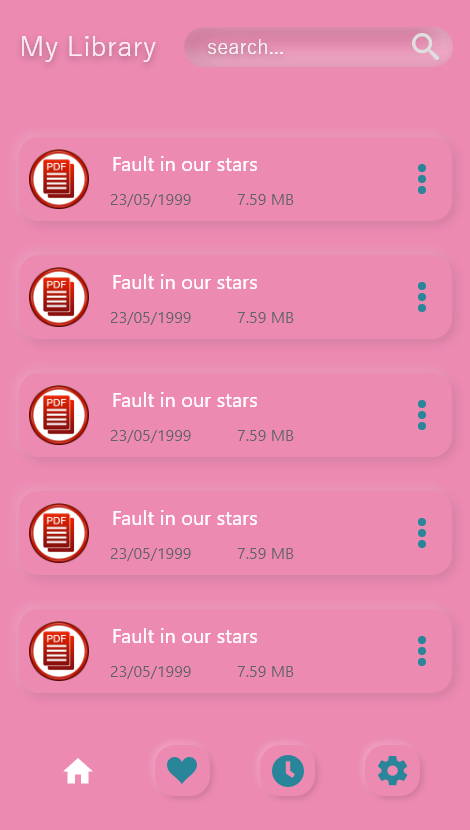 My Library
search...
PDF
Fault in our stars
23/05/1999 7.59 MB
PDF
Fault in our stars
23/05/1999 7.59 MB
PDF
Fault in our stars
23/05/1999 7.59 MB
PDF
Fault in our stars
23/05/1999 7.59 MB
PDF
Fault in our stars
23/05/1999 7.59 MB